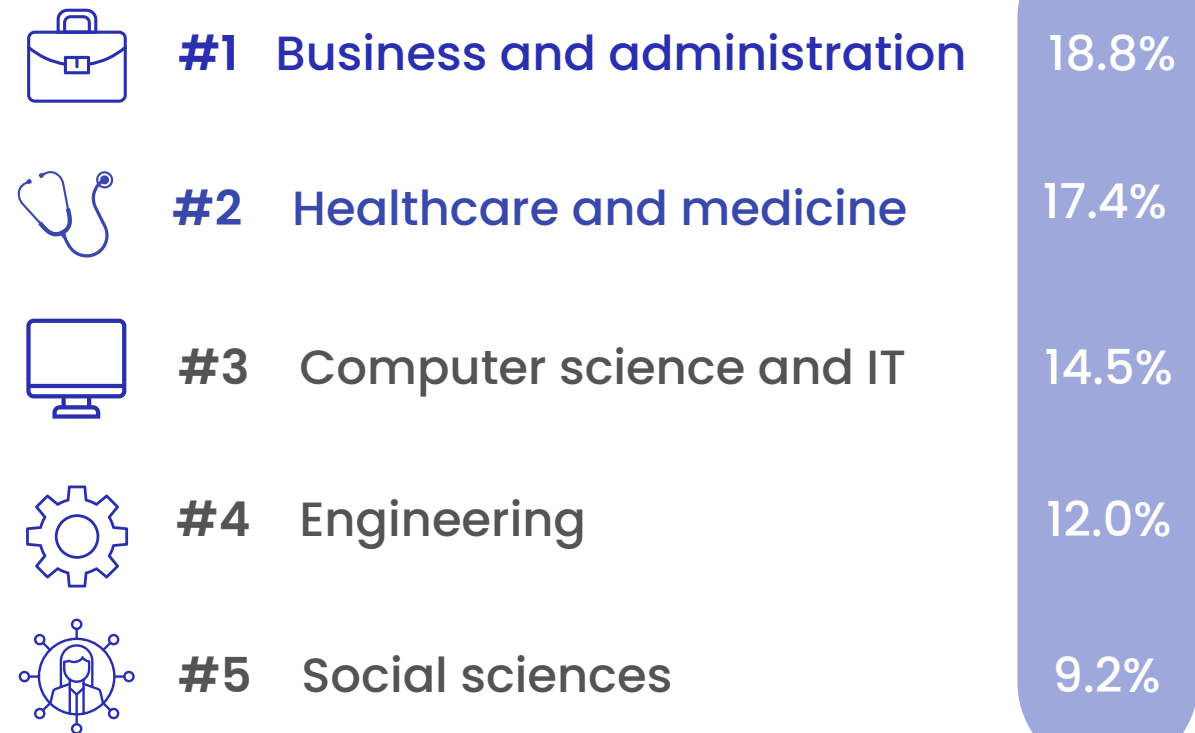 #1 Business and administration 18.8%
#2 Healthcare and medicine 17.4%
#3 Computer science and IT 14.5%
#4 Engineering 12.0%
#5 Social sciences 9.2%